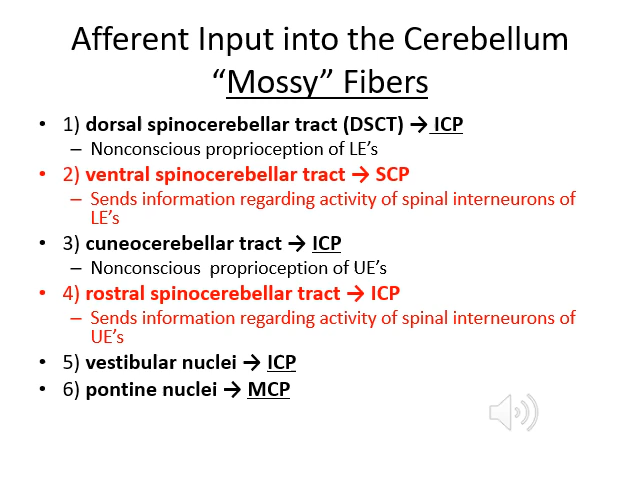 Afferent Input into the Cerebellum
“Mossy” Fibers
• 1) dorsal spinocerebellar tract (DSCT) → ICP
– Nonconscious proprioception of LE’s
• 2) ventral spinocerebellar tract → SCP
– Sends information regarding activity of spinal interneurons of
LE’s
• 3) cuneocerebellar tract → ICP
– Nonconscious proprioception of UE’s
• 4) rostral spinocerebellar tract → ICP
– Sends information regarding activity of spinal interneurons of
UE’s
• 5) vestibular nuclei → ICP
• 6) pontine nuclei → MCP